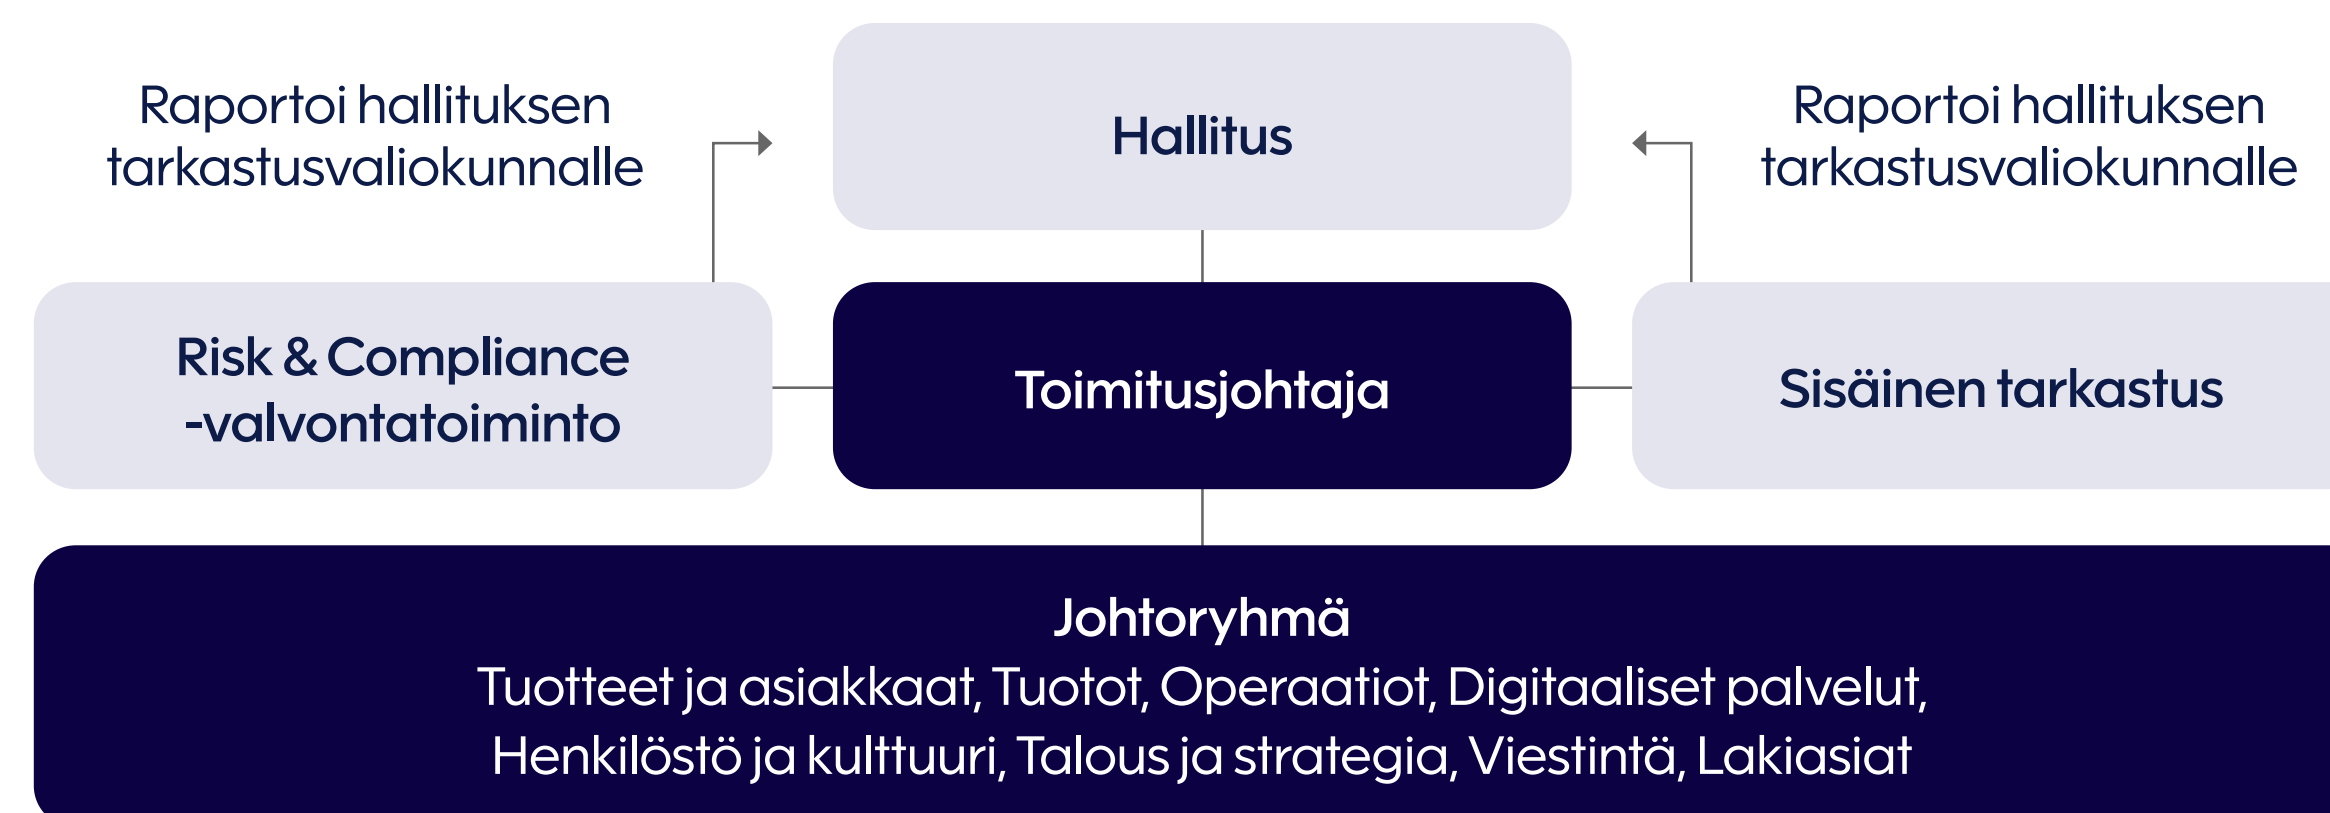 Raportoi hallituksen
tarkastusvaliokunnalle
Hallitus
Raportoi hallituksen
tarkastusvaliokunnalle
Risk & Compliance
-valvontatoiminto
Toimitusjohtaja
Sisäinen tarkastus
Johtoryhmä
Tuotteet ja asiakkaat, Tuotot, Operaatiot, Digitaaliset palvelut,
Henkilöstö ja kulttuuri, Talous ja strategia, Viestintä, Lakiasiat